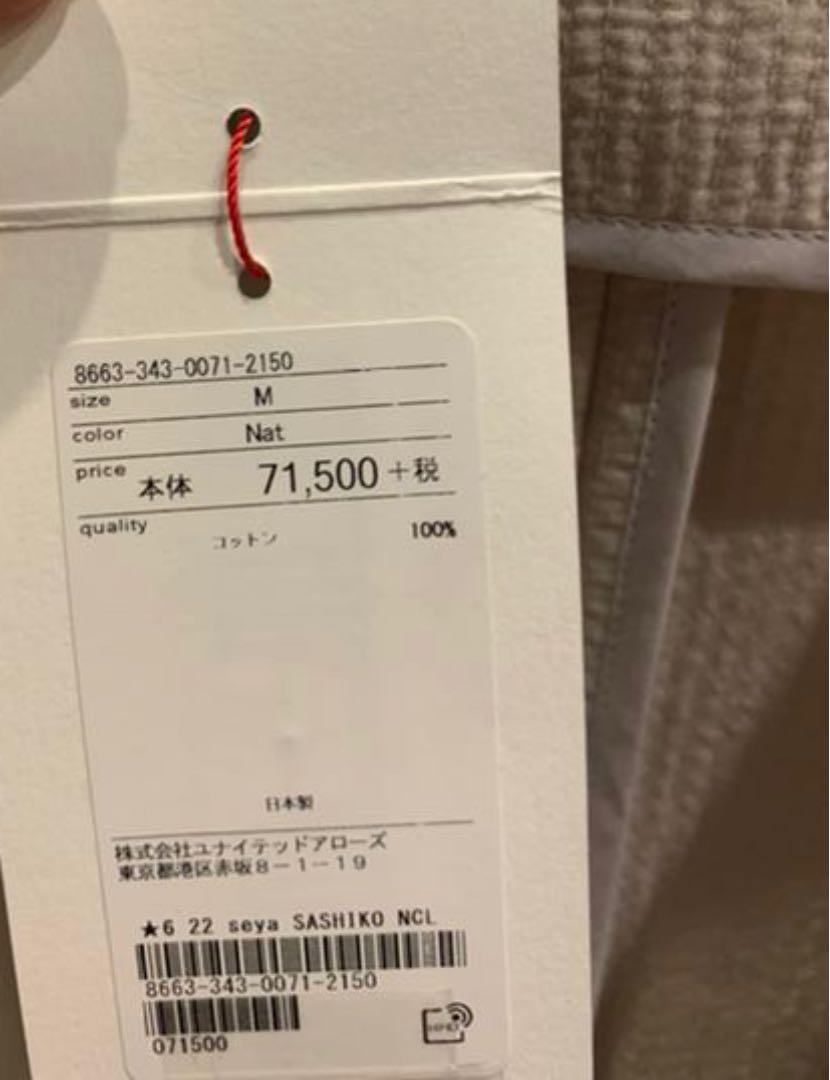 8663-343-0071-2150
size M
color Nat
price 本体 71,500+税
quality
コットン 100%
日本製
株式会社ユナイテッドアローズ
東京都港区赤坂8-1-19
★6 22 seya SASHIKO NCL
8663-343-0071-2150
071500